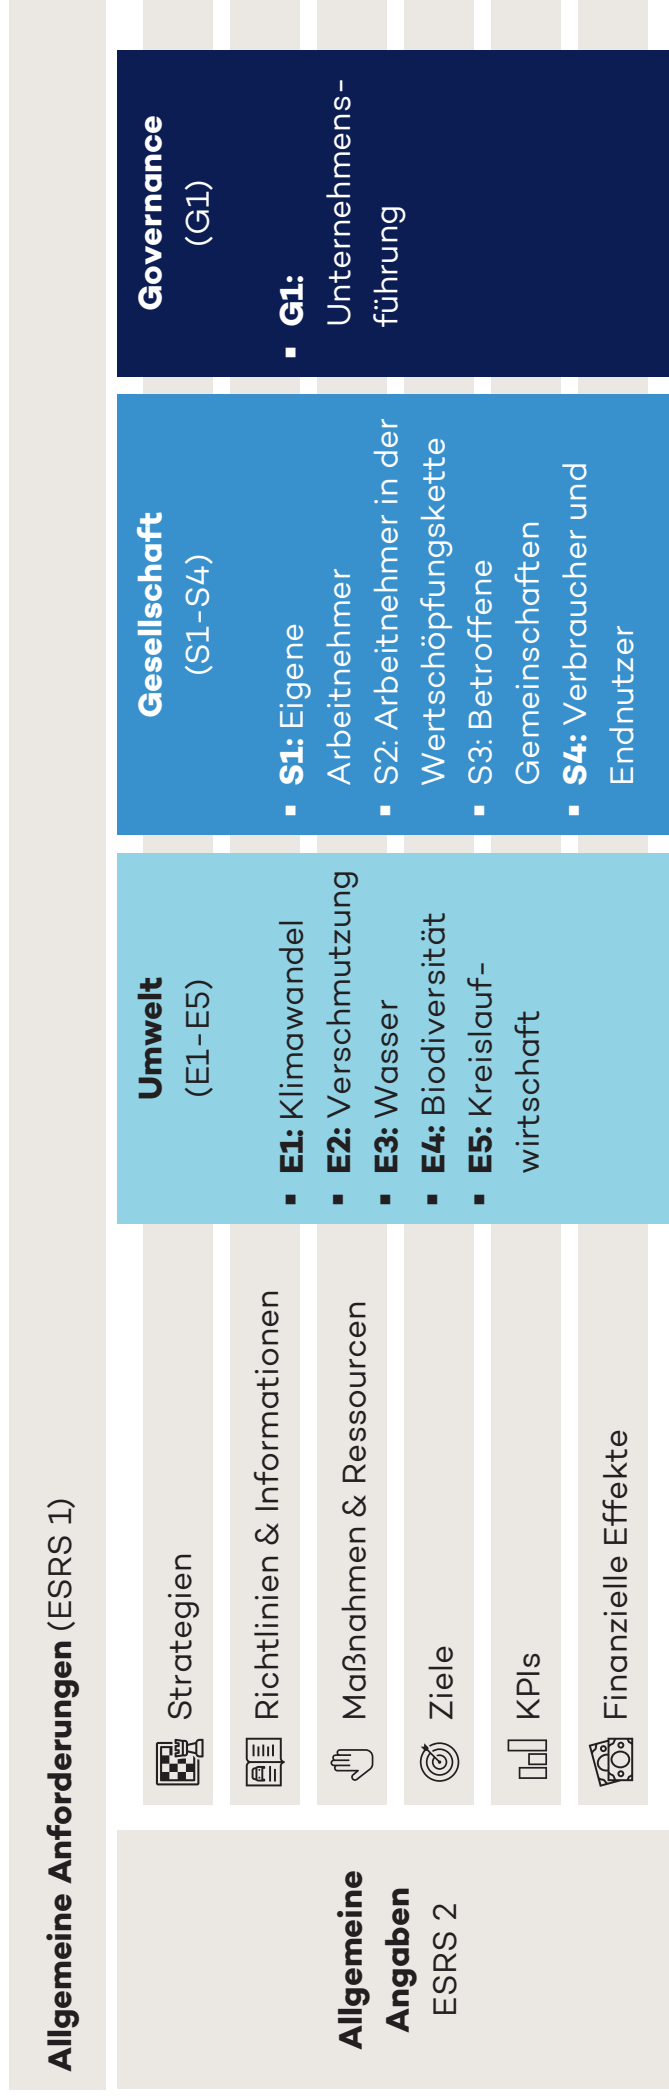 Allgemeine Anforderungen (ESRS 1)
Allgemeine
Angaben
ESRS 2
Strategien
Richtlinien & Informationen
Maßnahmen & Ressourcen
Ziele
KPIs
Finanzielle Effekte
Umwelt
(E1-E5)
▪ E1: Klimawandel
▪ E2: Verschmutzung
▪ E3: Wasser
▪ E4: Biodiversität
▪ E5: Kreislauf-
wirtschaft
Gesellschaft
(S1-S4)
▪ S1: Eigene
Arbeitnehmer
▪ S2: Arbeitnehmer in der
Wertschöpfungskette
▪ S3: Betroffene
Gemeinschaften
▪ S4: Verbraucher und
Endnutzer
Governance
(G1)
▪ G1:
Unternehmens-
führung